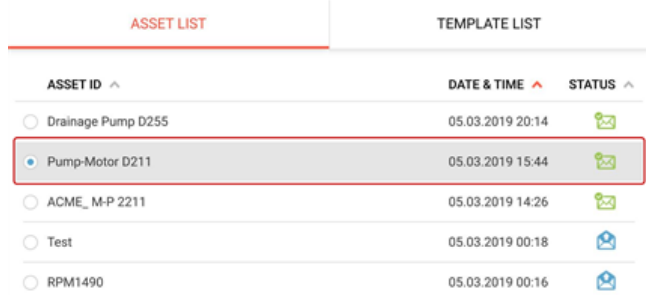 ASSET LIST TEMPLATE LIST
ASSET ID DATE & TIME STATUS
Drainage Pump D255 05.03.2019 20:14
Pump-Motor D211 05.03.2019 15:44
ACME_ M-P 2211 05.03.2019 14:26
Test 05.03.2019 00:18
RPM1490 05.03.2019 00:16